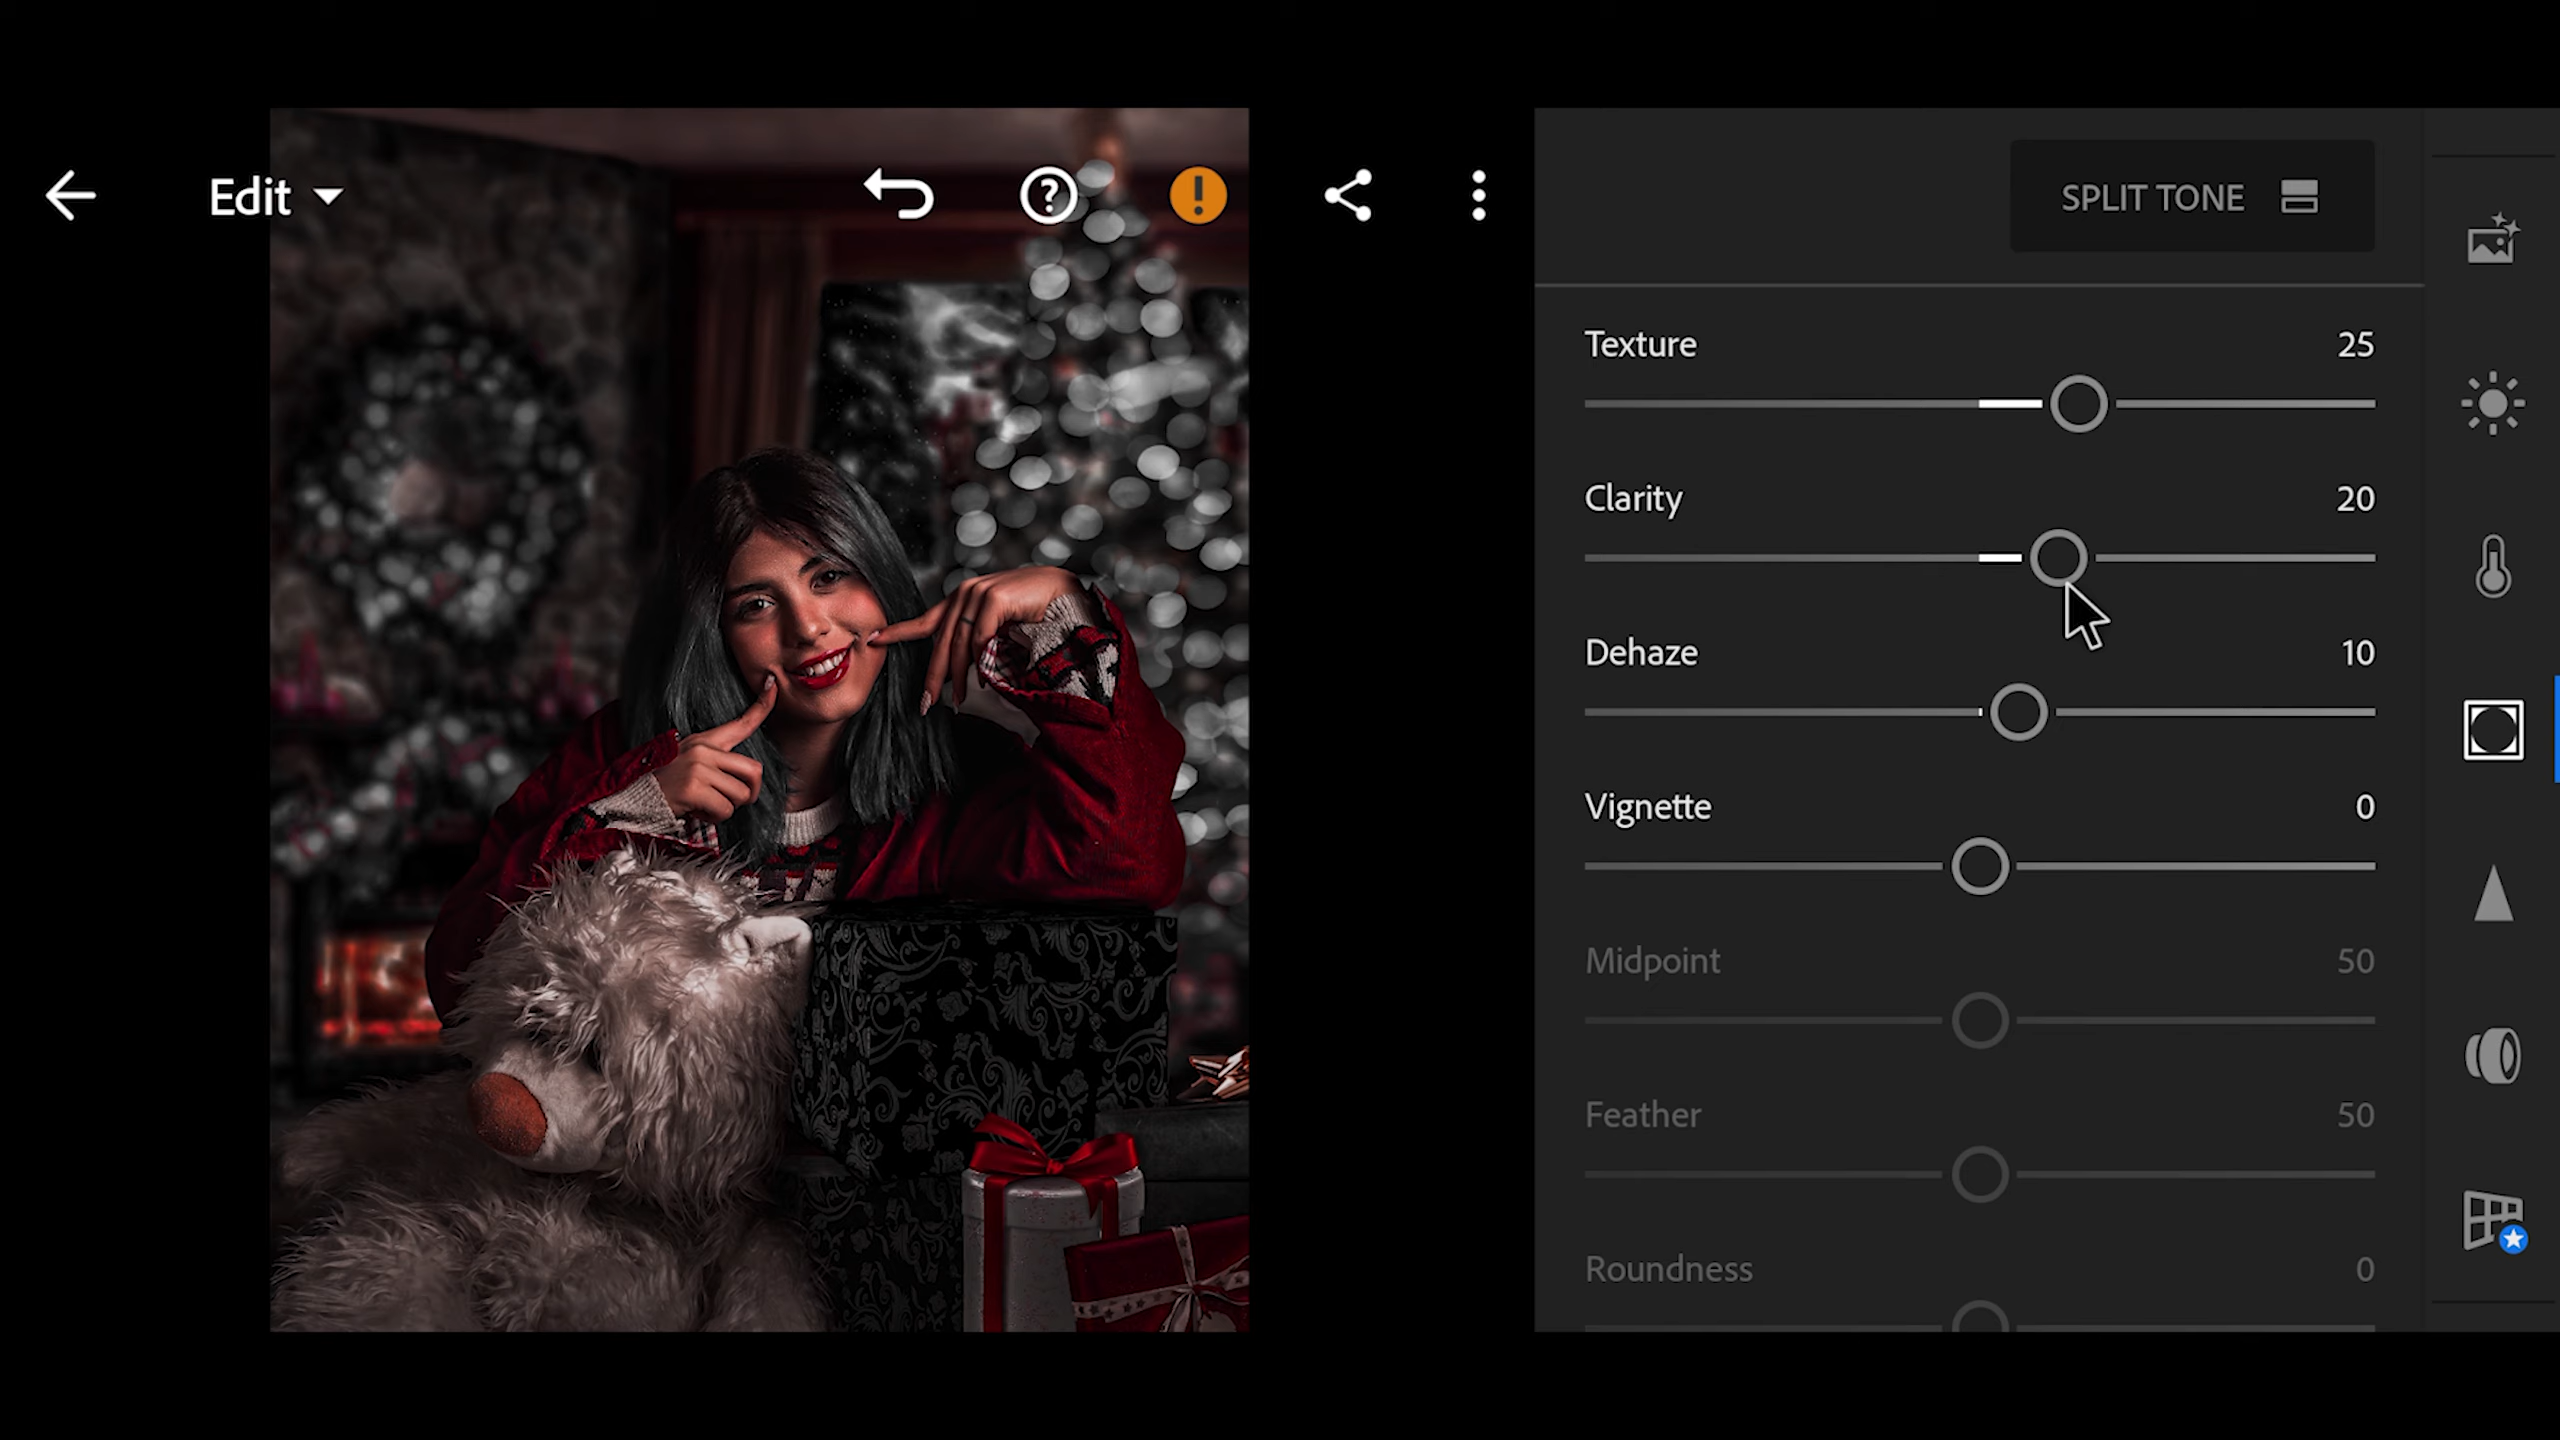 Edit
SPLIT TONE
Texture 25
Clarity 20
Dehaze 10
Vignette 0
Midpoint 50
Feather 50
Roundness 0